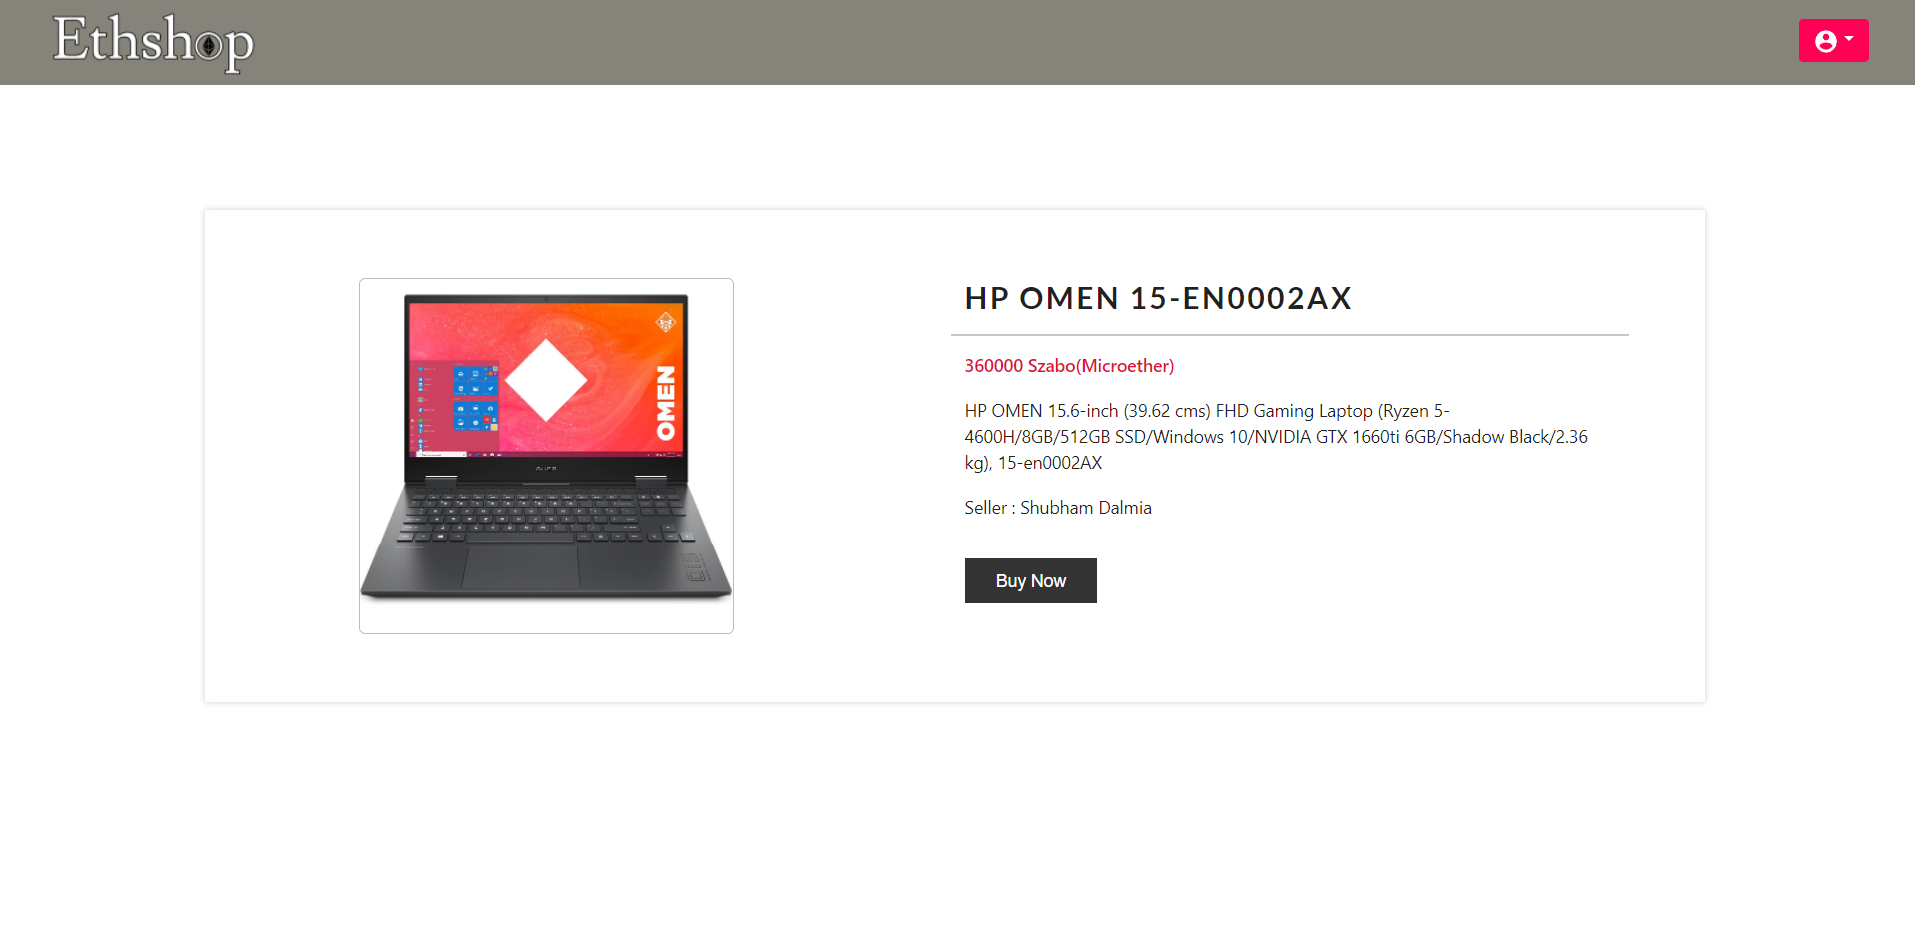 Ethshop
OMEN
HP OMEN 15-EN0002AX
360000 Szabo(Microether)
HP OMEN 15.6-inch (39.62 cms) FHD Gaming Laptop (Ryzen 5-
4600H/8GB/512GB SSD/Windows 10/NVIDIA GTX 1660ti 6GB/Shadow Black/2.36
kg), 15-en0002AX
Seller : Shubham Dalmia
Buy Now